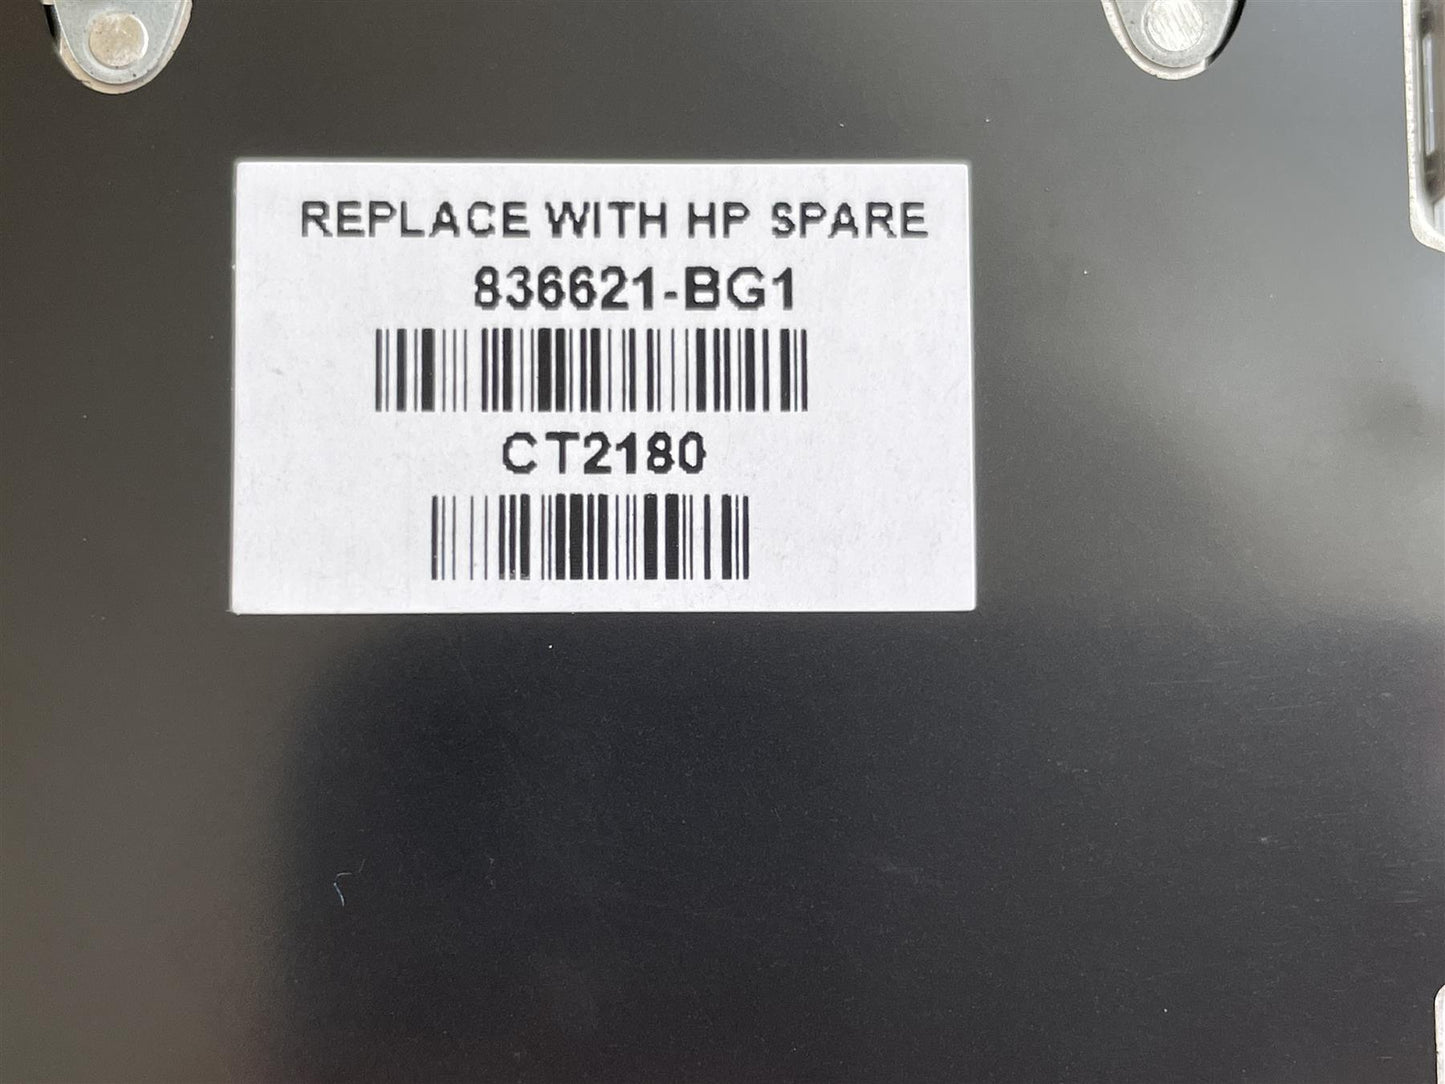 REPLACE WITH HP SPARE
836621-BG1
CT2180